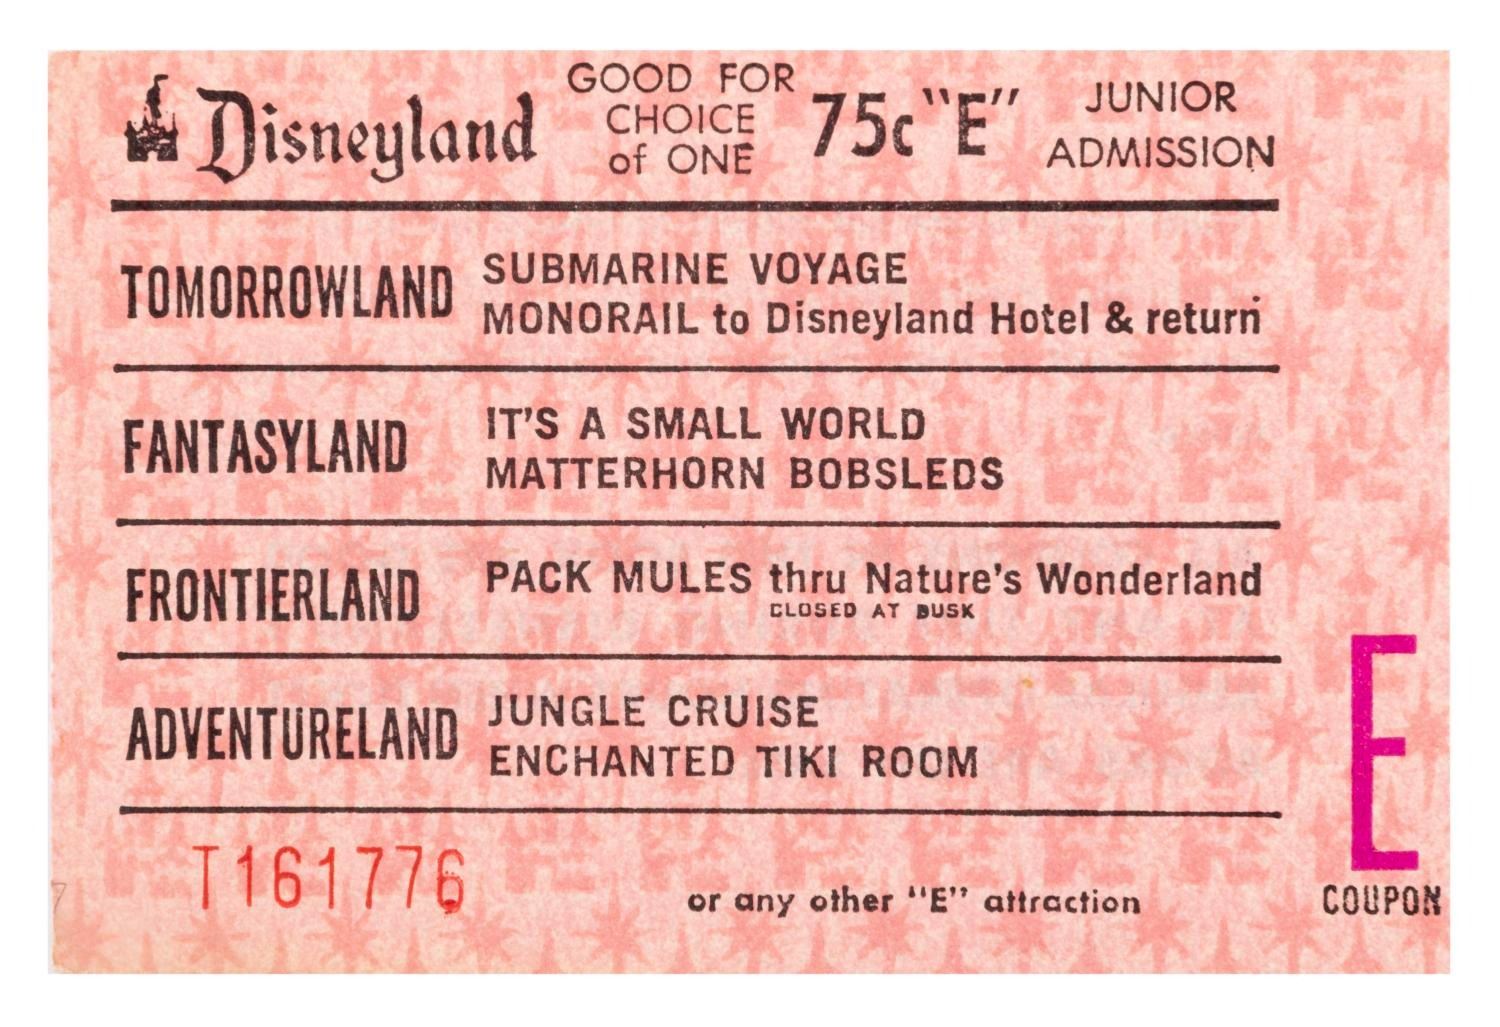 Disneyland
GOOD FOR
CHOICE
of ONE
75c "E"
JUNIOR
ADMISSION
TOMORROWLAND
SUBMARINE VOYAGE
MONORAIL to Disneyland Hotel & return
FANTASYLAND
IT'S A SMALL WORLD
MATTERHORN BOBSLEDS
FRONTIERLAND
PACK MULES thru Nature's Wonderland
CLOSED AT DUSK
ADVENTURELAND
JUNGLE CRUISE
ENCHANTED TIKI ROOM
T161776
or any other "E" attraction
E
COUPON